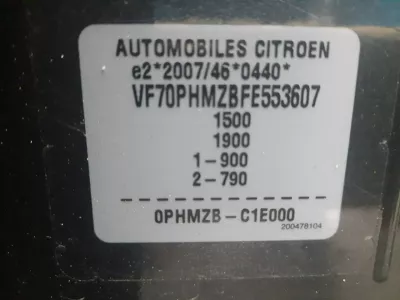 AUTOMOBILES CITROEN
e2*2007/46*0440*
VF70PHMZBFE553607
1500
1900
1-900
2-790
0PHMZB-C1E000
200478104